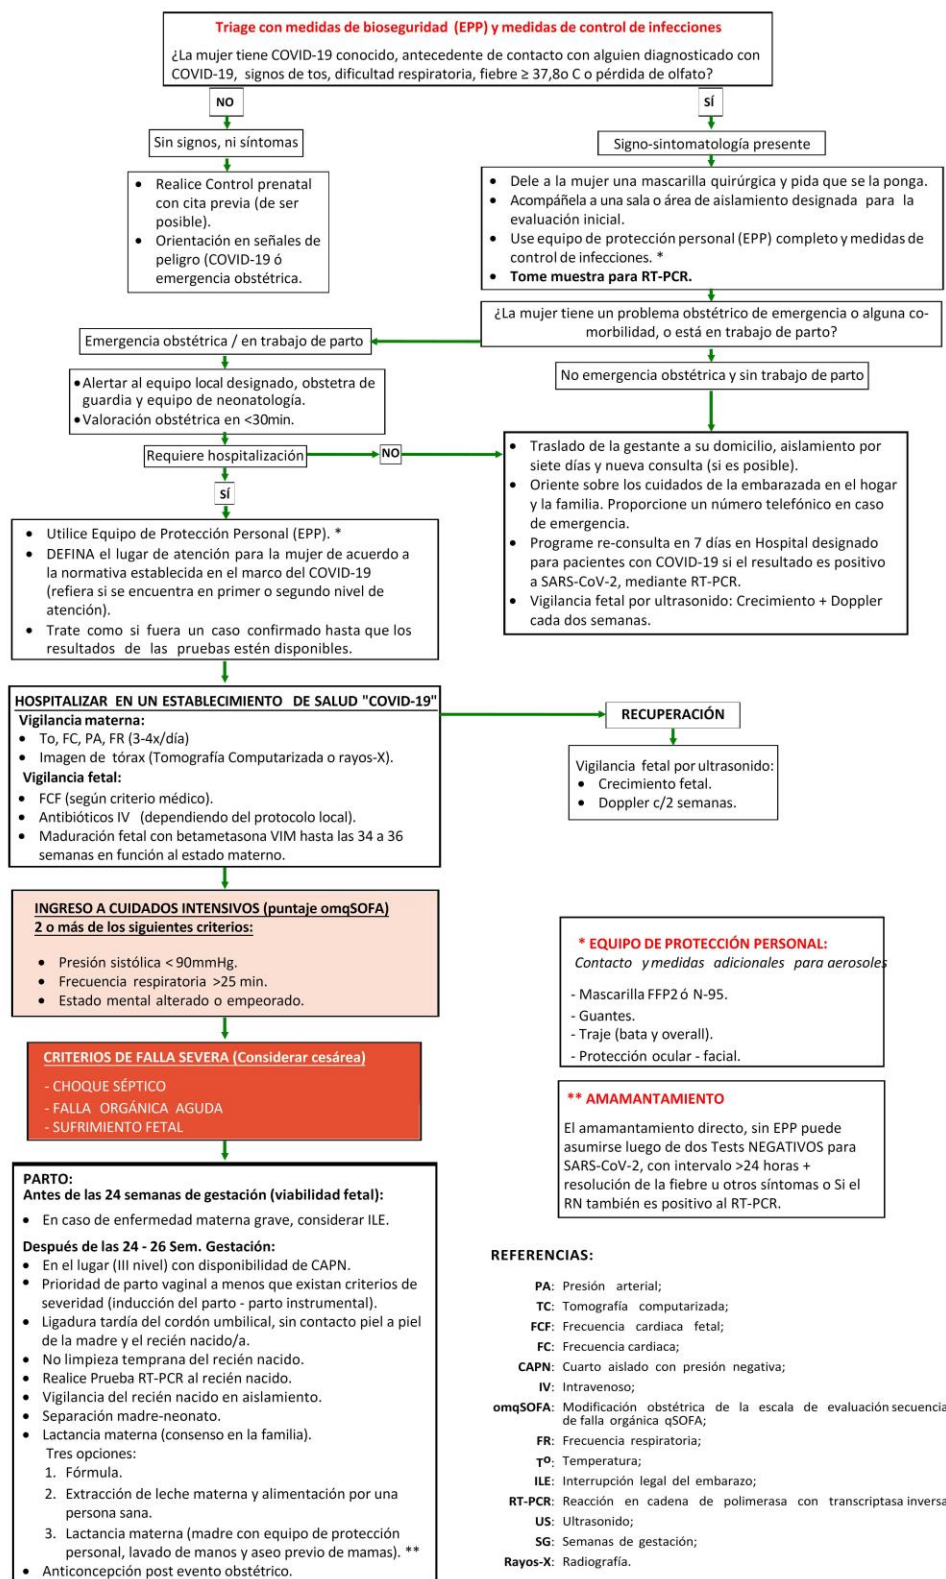 Triage con medidas de bioseguridad (EPP) y medidas de control de infecciones
¿La mujer tiene COVID-19 conocido, antecedente de contacto con alguien diagnosticado con
COVID-19, signos de tos, dificultad respiratoria, fiebre ≥ 37,8o C o pérdida de olfato?
NO
SÍ
Sin signos, ni síntomas
Signo-sintomatología presente
• Realice Control prenatal
con cita previa (de ser
posible).
• Orientación en señales de
peligro (COVID-19 ó
emergencia obstétrica.
• Dele a la mujer una mascarilla quirúrgica y pida que se la ponga.
• Acompáñela a una sala o área de aislamiento designada para la
evaluación inicial.
• Use equipo de protección personal (EPP) completo y medidas de
control de infecciones. *
• Tome muestra para RT-PCR.
¿La mujer tiene un problema obstétrico de emergencia o alguna co-
morbilidad, o está en trabajo de parto?
Emergencia obstétrica / en trabajo de parto
No emergencia obstétrica y sin trabajo de parto
• Alertar al equipo local designado, obstetra de
guardia y equipo de neonatología.
• Valoración obstétrica en <30min.
Requiere hospitalización
NO
SÍ
• Traslado de la gestante a su domicilio, aislamiento por
siete días y nueva consulta (si es posible).
• Oriente sobre los cuidados de la embarazada en el hogar
y la familia. Proporcione un número telefónico en caso
de emergencia.
• Programe re-consulta en 7 días en Hospital designado
para pacientes con COVID-19 si el resultado es positivo
a SARS-CoV-2, mediante RT-PCR.
• Vigilancia fetal por ultrasonido: Crecimiento + Doppler
cada dos semanas.
• Utilice Equipo de Protección Personal (EPP). *
• DEFINA el lugar de atención para la mujer de acuerdo a
la normativa establecida en el marco del COVID-19
(refiera si se encuentra en primer o segundo nivel de
atención).
• Trate como si fuera un caso confirmado hasta que los
resultados de las pruebas estén disponibles.
HOSPITALIZAR EN UN ESTABLECIMIENTO DE SALUD "COVID-19"
Vigilancia materna:
• To, FC, PA, FR (3-4x/día)
• Imagen de tórax (Tomografía Computarizada o rayos-X).
Vigilancia fetal:
• FCF (según criterio médico).
• Antibióticos IV (dependiendo del protocolo local).
• Maduración fetal con betametasona VIM hasta las 34 a 36
semanas en función al estado materno.
RECUPERACIÓN
Vigilancia fetal por ultrasonido:
• Crecimiento fetal.
• Doppler c/2 semanas.
INGRESO A CUIDADOS INTENSIVOS (puntaje omqSOFA)
2 o más de los siguientes criterios:
• Presión sistólica < 90mmHg.
• Frecuencia respiratoria >25 min.
• Estado mental alterado o empeorado.
CRITERIOS DE FALLA SEVERA (Considerar cesárea)
- CHOQUE SÉPTICO
- FALLA ORGÁNICA AGUDA
- SUFRIMIENTO FETAL
* EQUIPO DE PROTECCIÓN PERSONAL:
Contacto y medidas adicionales para aerosoles
- Mascarilla FFP2 ó N-95.
- Guantes.
- Traje (bata y overall).
- Protección ocular - facial.
** AMAMANTAMIENTO
El amamantamiento directo, sin EPP puede
asumirse luego de dos Tests NEGATIVOS para
SARS-CoV-2, con intervalo >24 horas +
resolución de la fiebre u otros síntomas o Si el
RN también es positivo al RT-PCR.
PARTO:
Antes de las 24 semanas de gestación (viabilidad fetal):
• En caso de enfermedad materna grave, considerar ILE.
Después de las 24 - 26 Sem. Gestación:
• En el lugar (III nivel) con disponibilidad de CAPN.
• Prioridad de parto vaginal a menos que existan criterios de
severidad (inducción del parto - parto instrumental).
• Ligadura tardía del cordón umbilical, sin contacto piel a piel
de la madre y el recién nacido/a.
• No limpieza temprana del recién nacido.
• Realice Prueba RT-PCR al recién nacido.
• Vigilancia del recién nacido en aislamiento.
• Separación madre-neonato.
• Lactancia materna (consenso en la familia).
Tres opciones:
1. Fórmula.
2. Extracción de leche materna y alimentación por una
persona sana.
3. Lactancia materna (madre con equipo de protección
personal, lavado de manos y aseo previo de mamas). **
• Anticoncepción post evento obstétrico.
REFERENCIAS:
PA: Presión arterial;
TC: Tomografía computarizada;
FCF: Frecuencia cardiaca fetal;
FC: Frecuencia cardiaca;
CAPN: Cuarto aislado con presión negativa;
IV: Intravenoso;
omqSOFA: Modificación obstétrica de la escala de evaluación secuencia
de falla orgánica qSOFA;
FR: Frecuencia respiratoria;
Tº: Temperatura;
ILE: Interrupción legal del embarazo;
RT-PCR: Reacción en cadena de polimerasa con transcriptasa inversa
US: Ultrasonido;
SG: Semanas de gestación;
Rayos-X: Radiografía.